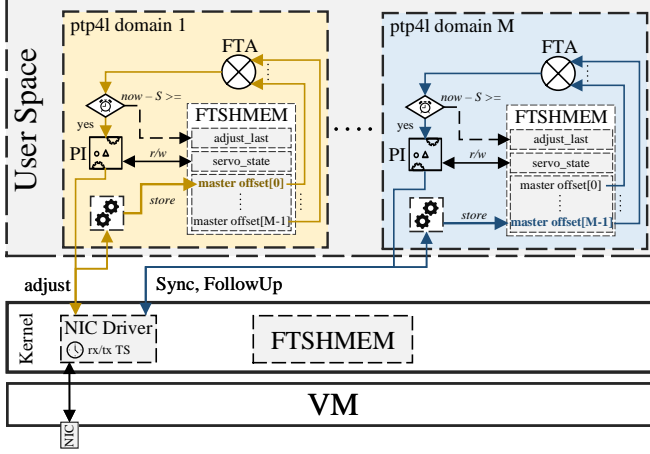 User Space
ptp4l domain 1
FTA
now – S >=
yes
PI
r/w
FTSHMEM
adjust_last
servo_state
master offset[0]
master offset[M-1]
store
ptp4l domain M
FTA
now – S >=
yes
PI
r/w
FTSHMEM
adjust_last
servo_state
master offset[0]
master offset[M-1]
store
adjust
Sync, FollowUp
Kernel
NIC Driver
rx/tx TS
FTSHMEM
VM
NIC